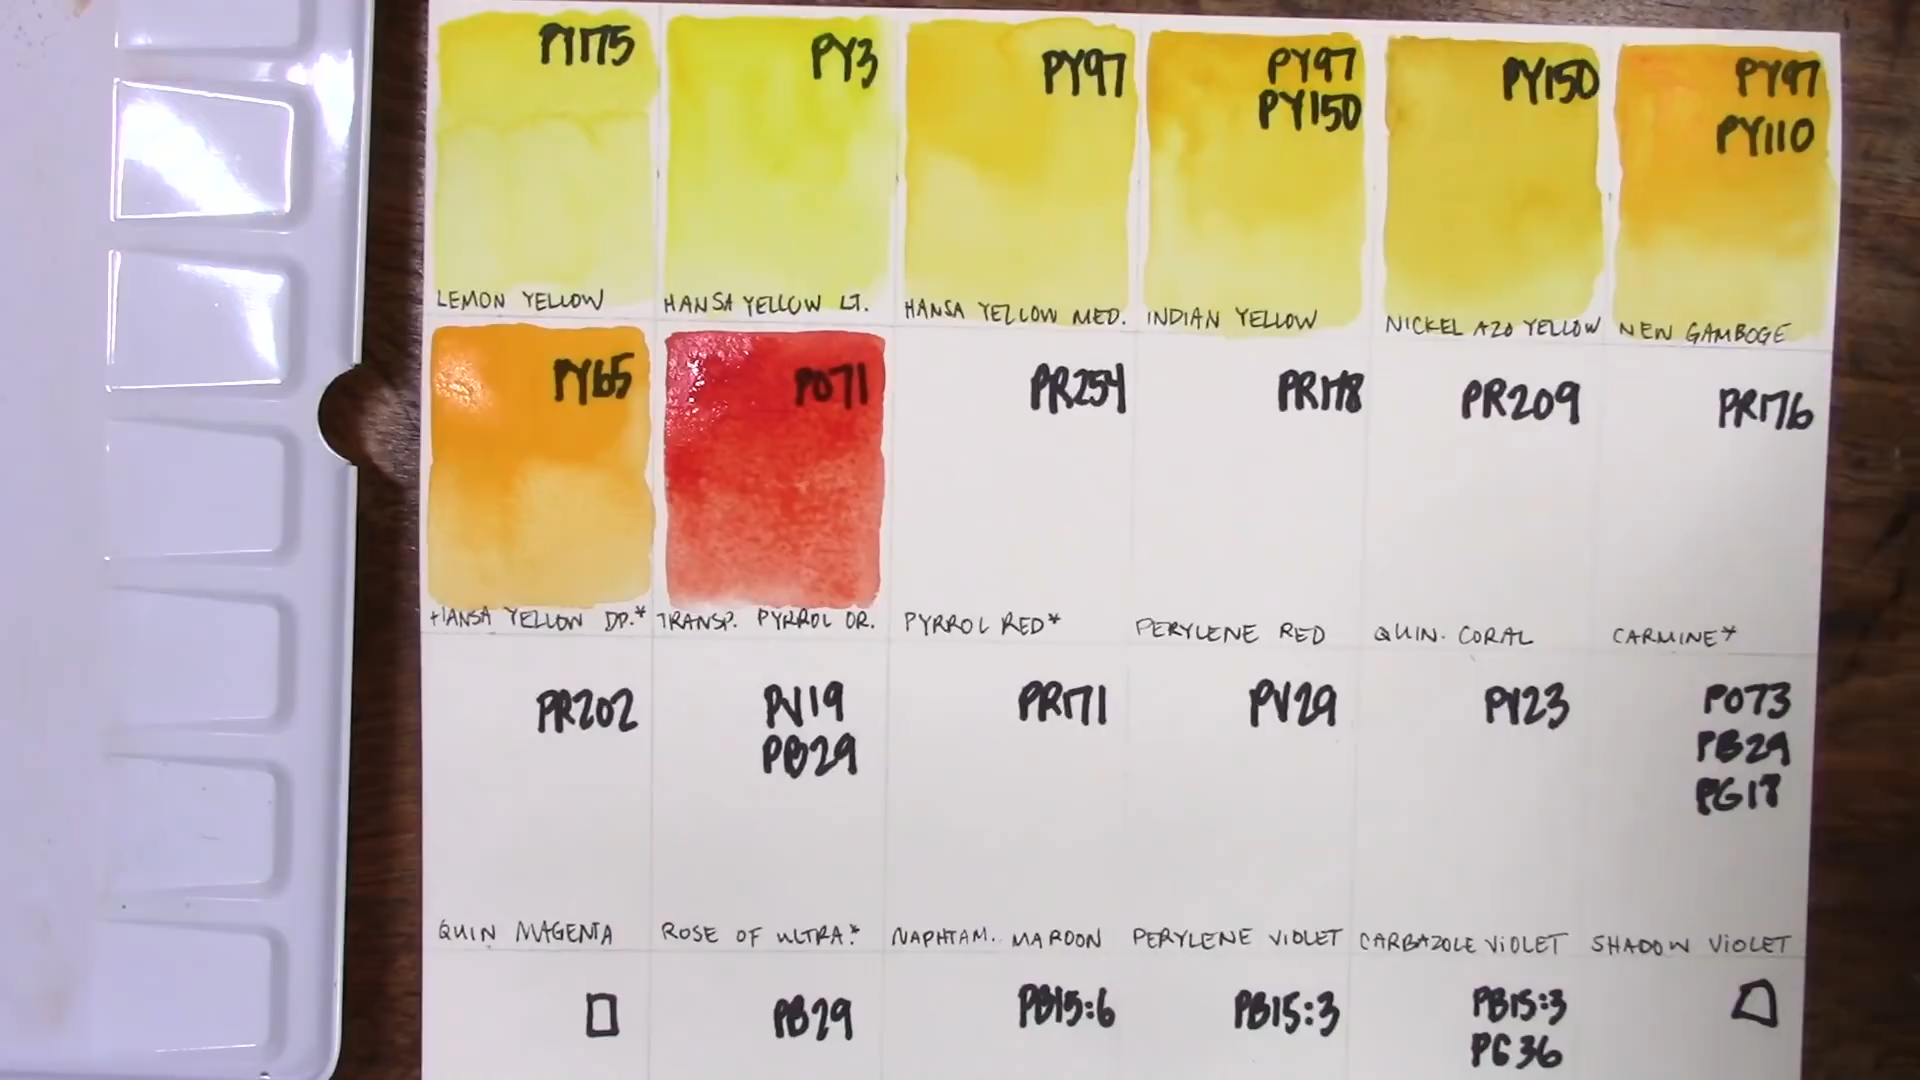 PY175
PY3
PY97
PY97
PY150
PY150
PY97
PY110
LEMON YELLOW
HANSA YELLOW LT.
HANSA YELLOW MED.
INDIAN YELLOW
NICKEL AZO YELLOW
NEW GAMBOGE
PY65
PO71
PR254
PR178
PR209
PR176
HANSA YELLOW DP.*
TRANSP. PYRROL OR.
PYRROL RED*
PERYLENE RED
QUIN. CORAL
CARMINE*
PR202
PV19
PB29
PR171
PV29
PV23
PO73
PB29
PG18
QUIN MAGENTA
ROSE OF ULTRA.*
NAPHTAM. MAROON
PERYLENE VIOLET
CARBAZOLE VIOLET
SHADOW VIOLET
PB29
PB15:6
PB15:3
PB15:3
PG36